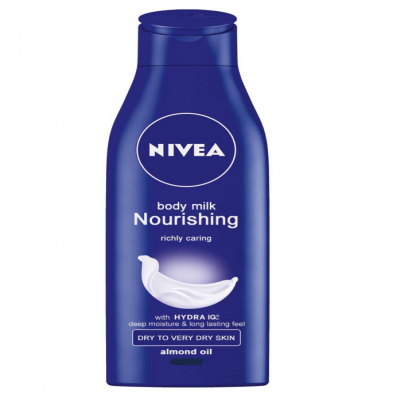 NIVEA
body milk
Nourishing
richly caring
with HYDRA IQ
deep moisture & long lasting feel
DRY TO VERY DRY SKIN
almond oil